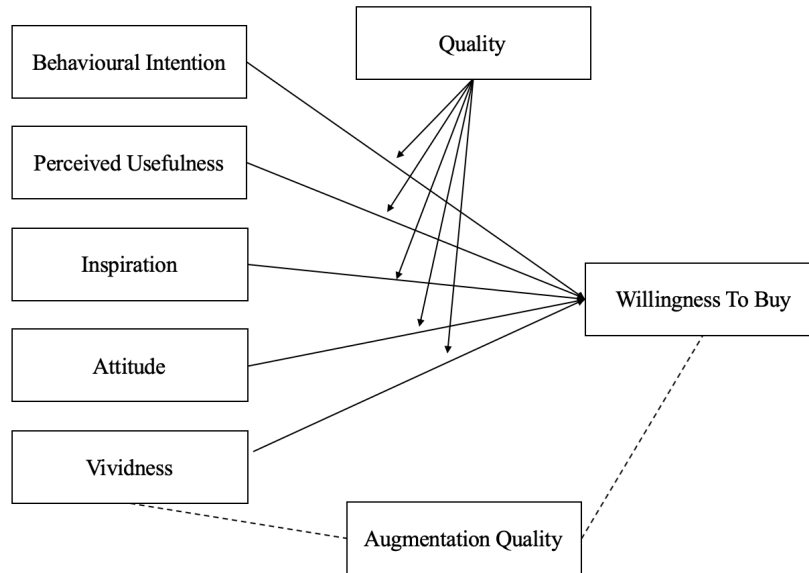 Behavioural Intention
Quality
Perceived Usefulness
Inspiration
Willingness To Buy
Attitude
Vividness
Augmentation Quality